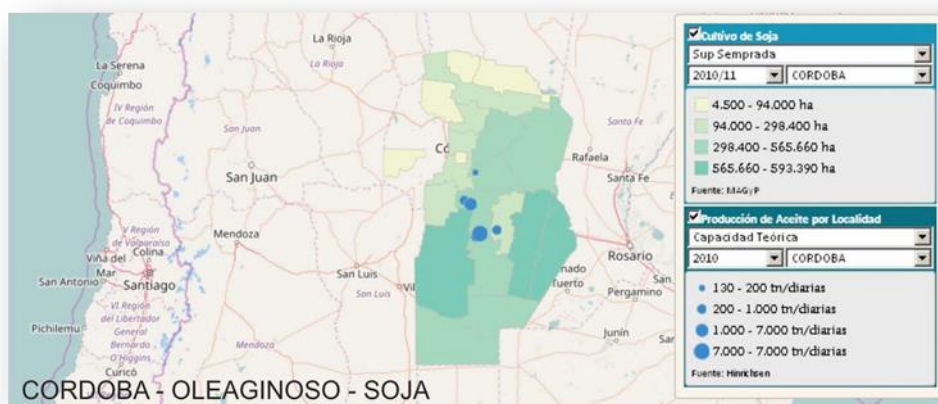 La Rioja
La Rioja
La Serena
Coquimbo
IV Región
de Coquimbo
San Juan
San Juan
Có
Santa Fe
Rafaela
Santa Fe
V Región
de Valparaíso
Viña del
Mar
Colina
San Antonio
Santiago
Mendoza
San Luis
San Luis
Rosario
Pergamino
nado
Tuerto
VI Región
del Libertador
General
Bernardo
O'Higgins
Pichilemu
Mendoza
Junín
Curicó
CORDOBA - OLEAGINOSO - SOJA
Cultivo de Soja
Sup Sembrada
2010/11 CORDOBA
4.500 - 94.000 ha
94.000 - 298.400 ha
298.400 - 565.660 ha
565.660 - 593.390 ha
Fuente: MAGyP
Producción de Aceite por Localidad
Capacidad Teórica
2010 CORDOBA
130 - 200 tn/diarias
200 - 1.000 tn/diarias
1.000 - 7.000 tn/diarias
7.000 - 7.000 tn/diarias
Fuente: Hinrichsen